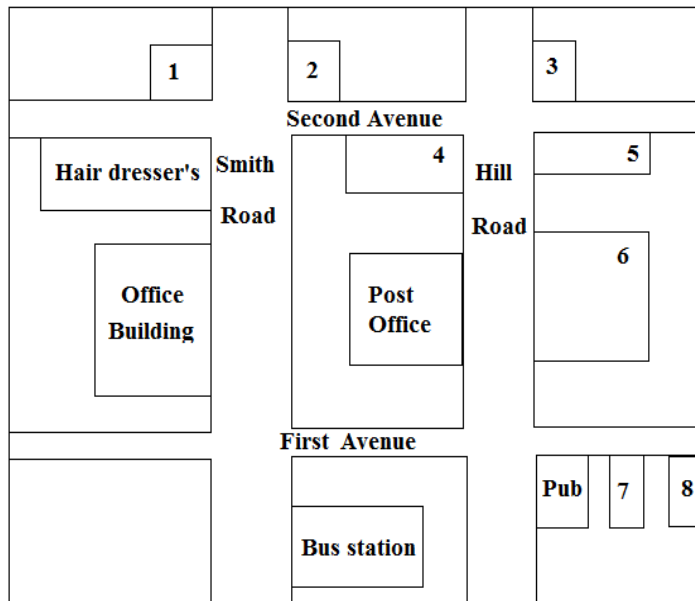 1
2
3
Second Avenue
Hair dresser's
Smith
Road
4
Hill
Road
5
6
Office
Building
Post
Office
First Avenue
Bus station
Pub
7
8